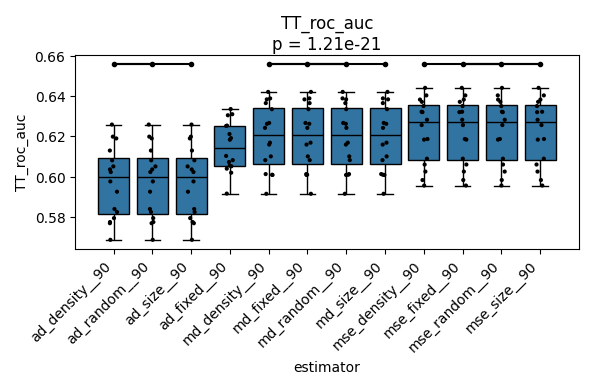 TT_roc_auc
p = 1.21e-21
TT_roc_auc
0.66
0.64
0.62
0.60
0.58
ad_density__90
ad_random__90
ad_size__90
ad_fixed__90
md_density__90
md_fixed__90
md_random__90
md_size__90
mse_density__90
mse_fixed__90
mse_random__90
mse_size__90
estimator